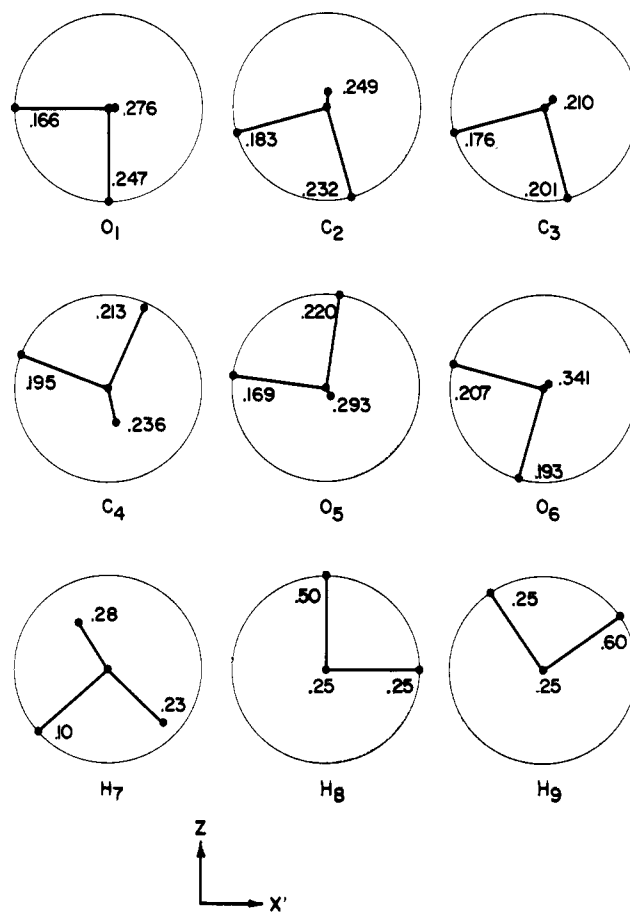 .166 .276 .247
O₁
.249 .183 .232
C₂
.210 .176 .201
C₃
.213 .195 .236
C₄
.220 .169 .293
O₅
.341 .207 .193
O₆
.28 .23 .10
H₇
.50 .25 .25
H₈
.25 .60 .25
H₉
Z
X'